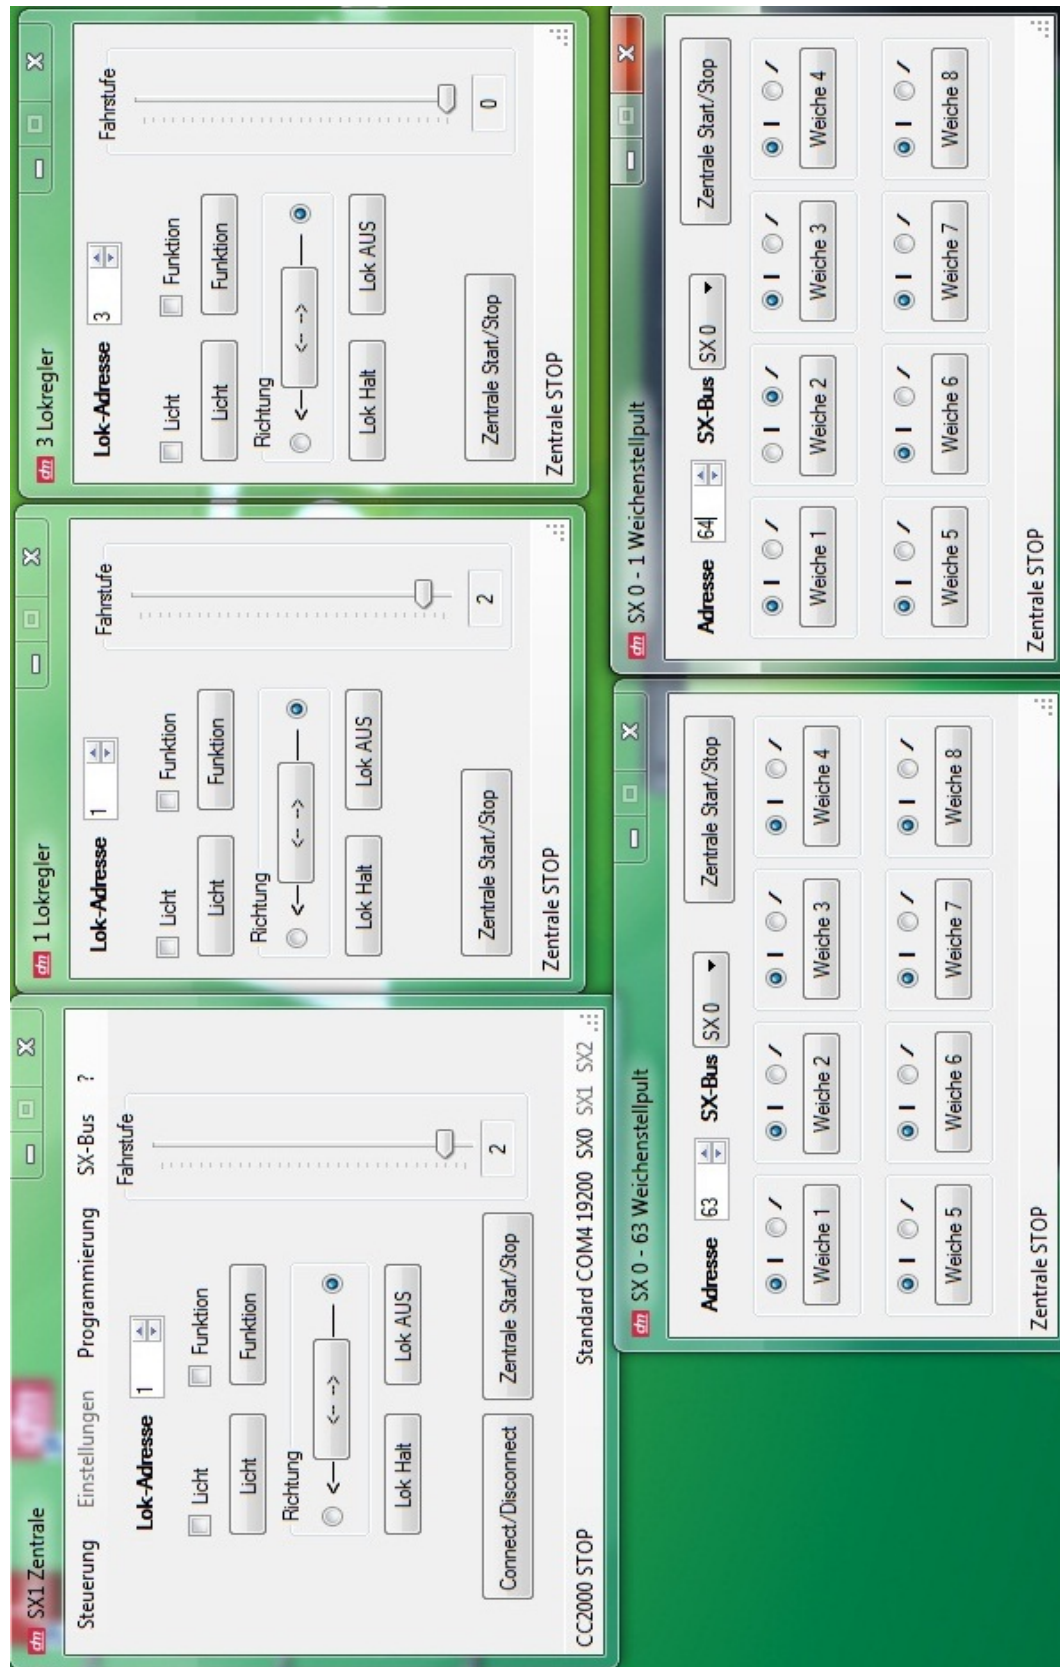 SX1 Zentrale
Steuerung Einstellungen Programmierung SX-Bus ?
Lok-Adresse 1
Fahrstufe
Licht Funktion
Licht Funktion
Richtung
<--- <-- --> ---
Lok Halt Lok AUS
2
Connect/Disconnect Zentrale Start/Stop
CC2000 STOP Standard COM4 19200 SX0 SX1 SX2
1 Lokregler
Lok-Adresse 1
Fahrstufe
Licht Funktion
Licht Funktion
Richtung
<--- <-- --> ---
Lok Halt Lok AUS
2
Zentrale Start/Stop
Zentrale STOP
3 Lokregler
Lok-Adresse 3
Fahrstufe
Licht Funktion
Licht Funktion
Richtung
<--- <-- --> ---
Lok Halt Lok AUS
0
Zentrale Start/Stop
Zentrale STOP
SX 0 - 63 Weichenstellpult
Adresse 63 SX-Bus SX 0 Zentrale Start/Stop
I / I / I / I /
Weiche 1 Weiche 2 Weiche 3 Weiche 4
I / I / I / I /
Weiche 5 Weiche 6 Weiche 7 Weiche 8
Zentrale STOP
SX 0 - 1 Weichenstellpult
Adresse 64 SX-Bus SX 0 Zentrale Start/Stop
I / I / I / I /
Weiche 1 Weiche 2 Weiche 3 Weiche 4
I / I / I / I /
Weiche 5 Weiche 6 Weiche 7 Weiche 8
Zentrale STOP